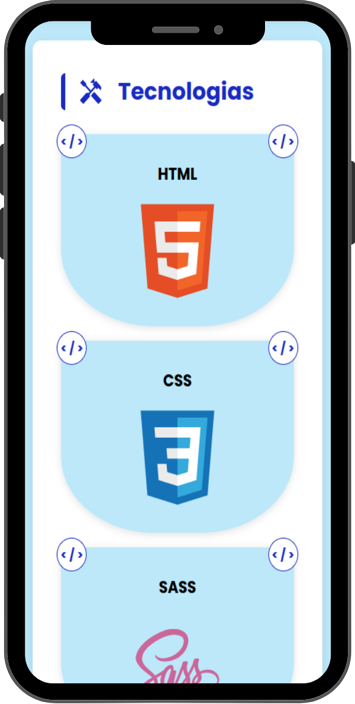 Tecnologias
</> </>
HTML
5
</> </>
CSS
3
</> </>
SASS
Sass